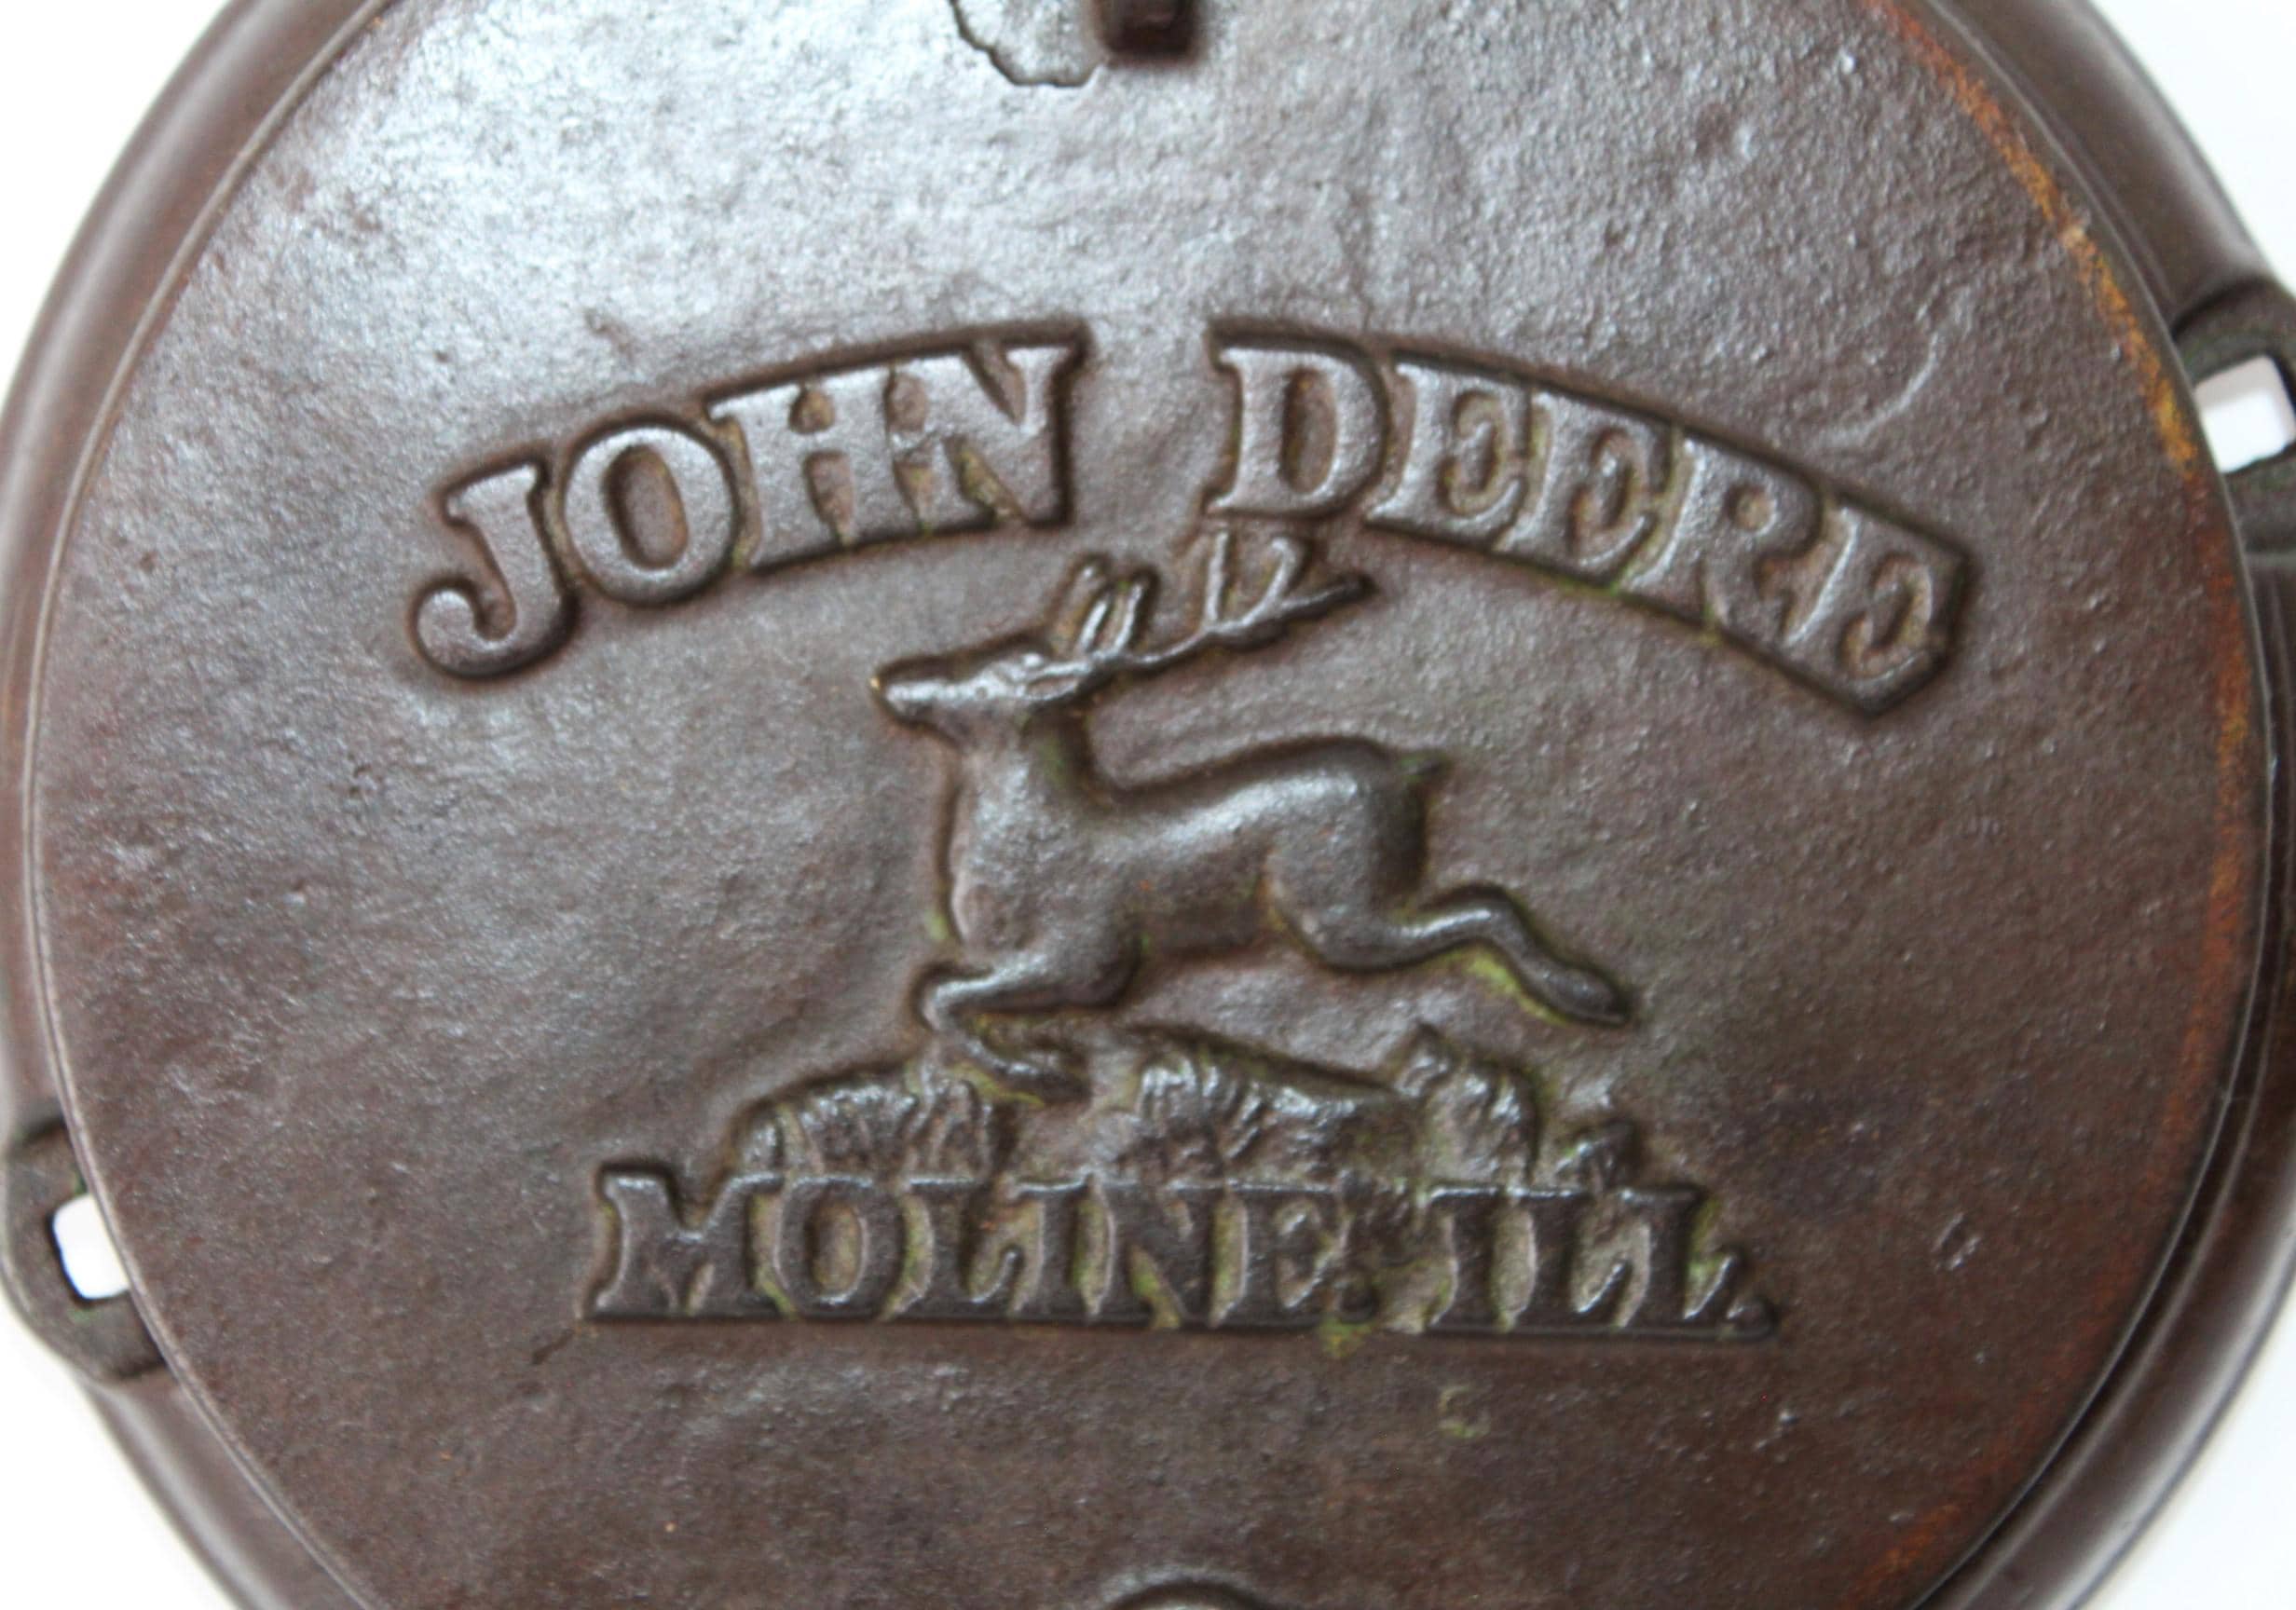 JOHN DEERE
MOLINE, ILL.